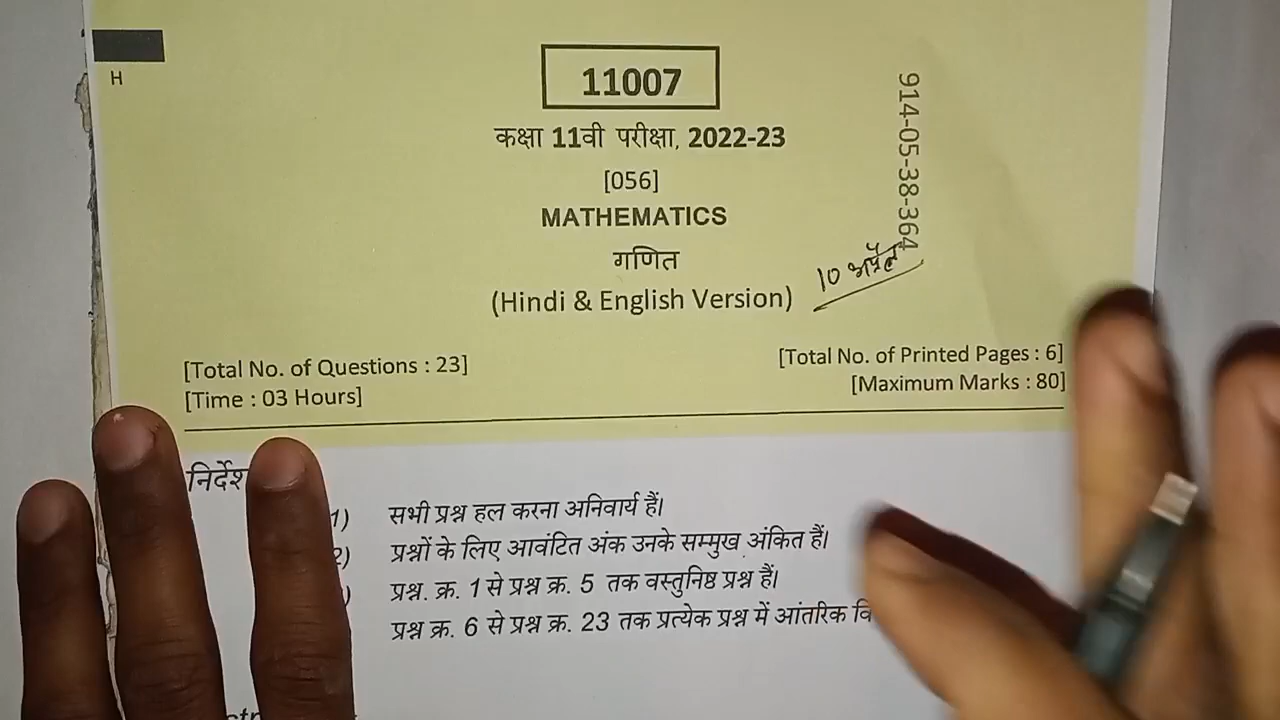 H
11007
कक्षा 11वी परीक्षा, 2022-23
914-05-38-364
[056]
MATHEMATICS
गणित
10 अप्रैल
(Hindi & English Version)
[Total No. of Questions : 23]
[Total No. of Printed Pages : 6]
[Time : 03 Hours]
[Maximum Marks : 80]
निर्देश
1) सभी प्रश्न हल करना अनिवार्य हैं।
2) प्रश्नों के लिए आवंटित अंक उनके सम्मुख अंकित हैं।
) प्रश्न. क्र. 1 से प्रश्न क्र. 5 तक वस्तुनिष्ठ प्रश्न हैं।
प्रश्न क्र. 6 से प्रश्न क्र. 23 तक प्रत्येक प्रश्न में आंतरिक